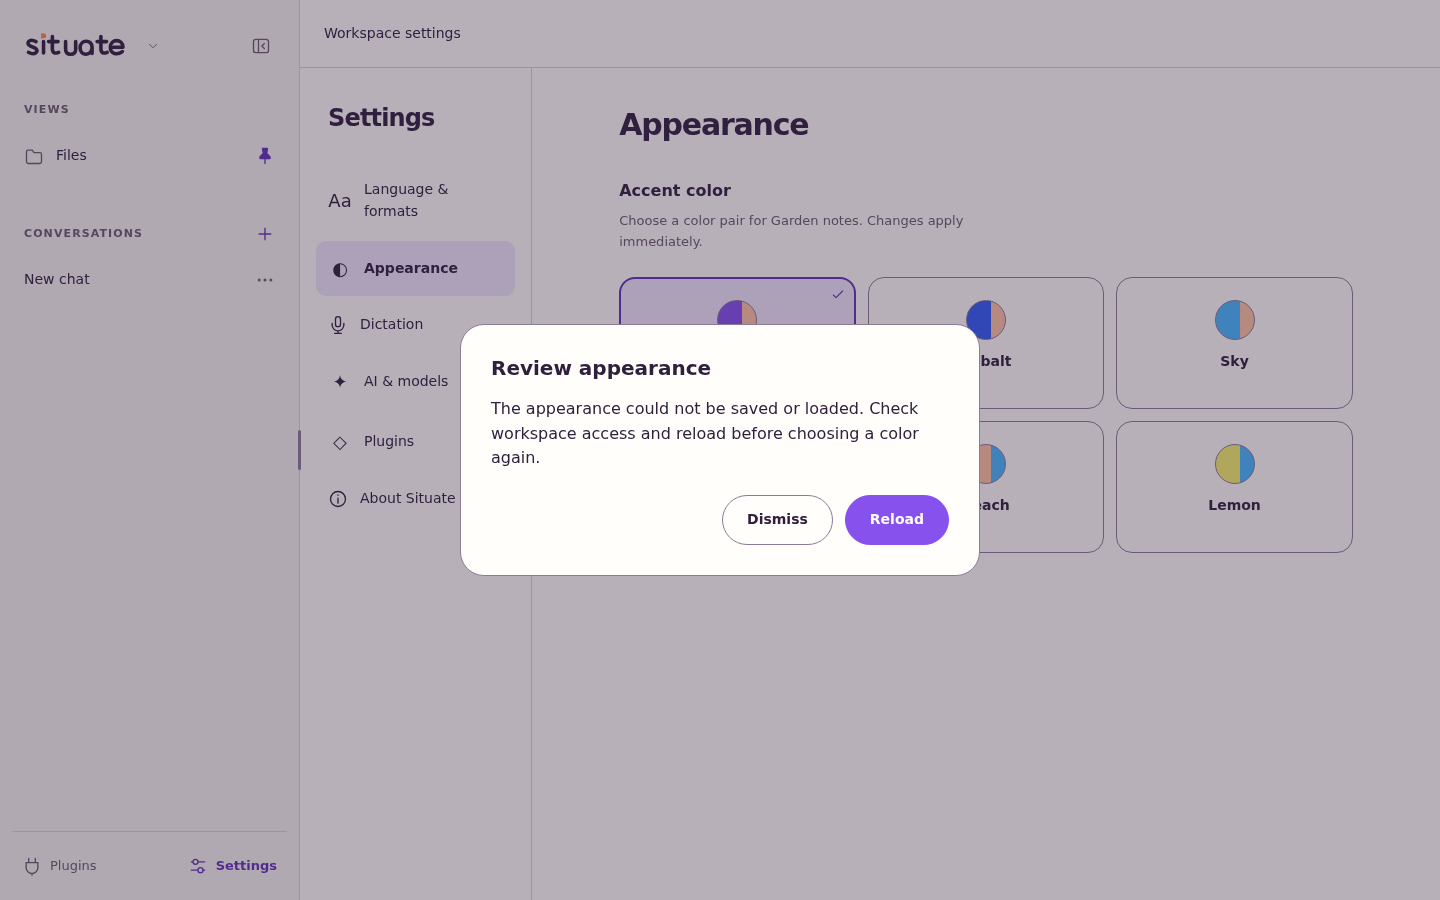 situate
VIEWS
Files
CONVERSATIONS
New chat
Plugins
Settings
Workspace settings
Settings
Aa
Language &
formats
Appearance
Dictation
AI & models
Plugins
About Situate
Appearance
Accent color
Choose a color pair for Garden notes. Changes apply
immediately.
Sky
Lemon
Review appearance
The appearance could not be saved or loaded. Check
workspace access and reload before choosing a color
again.
Dismiss
Reload